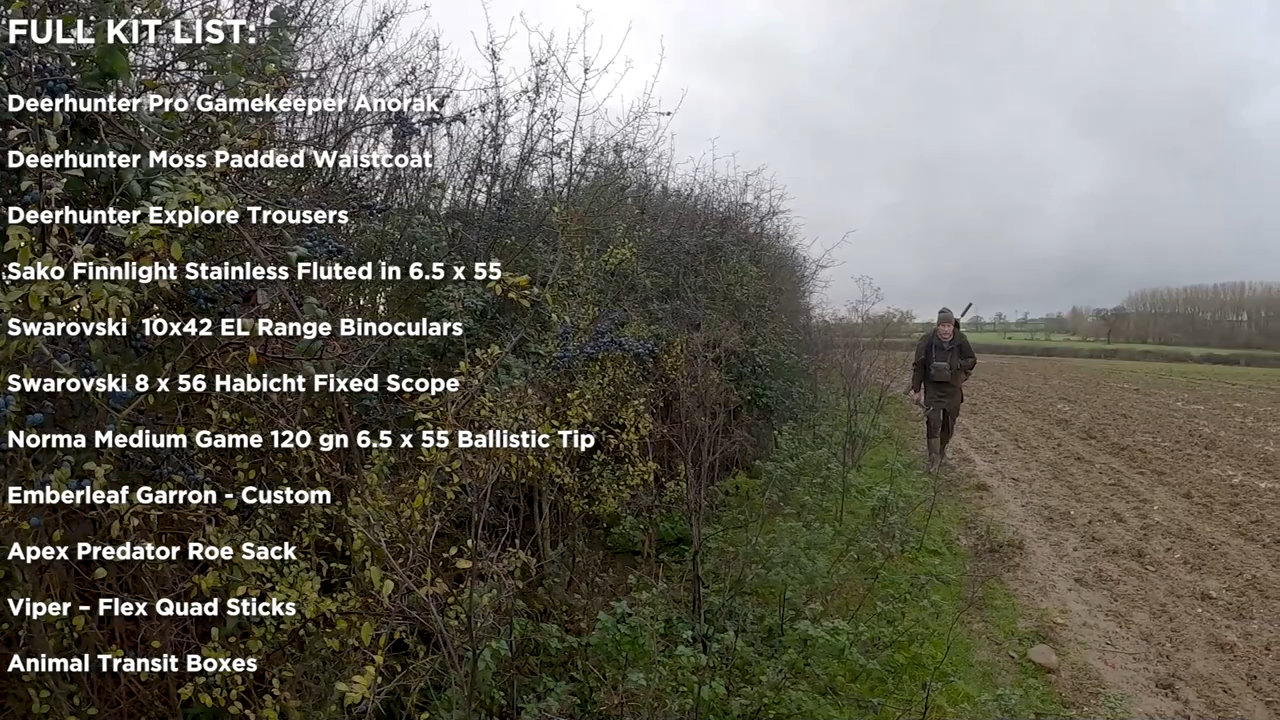 FULL KIT LIST:
Deerhunter Pro Gamekeeper Anorak
Deerhunter Moss Padded Waistcoat
Deerhunter Explore Trousers
Sako Finnlight Stainless Fluted in 6.5 x 55
Swarovski  10x42 EL Range Binoculars
Swarovski 8 x 56 Habicht Fixed Scope
Norma Medium Game 120 gn 6.5 x 55 Ballistic Tip
Emberleaf Garron - Custom
Apex Predator Roe Sack
Viper – Flex Quad Sticks
Animal Transit Boxes